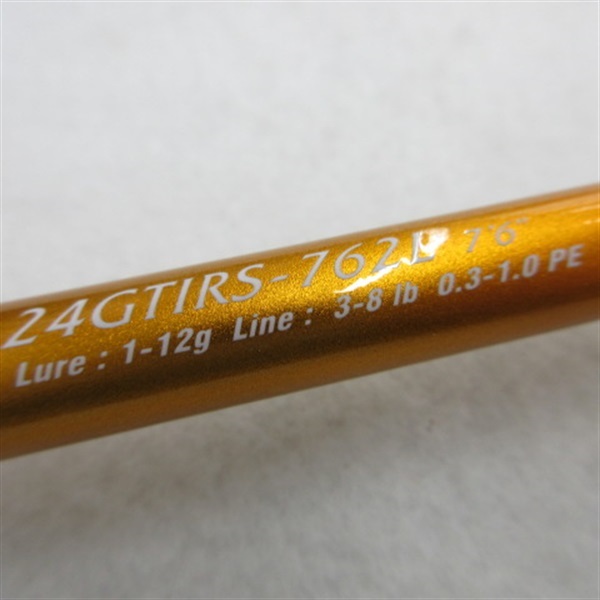 24GTIRS-762L 7'6"
Lure : 1-12g Line : 3-8 lb 0.3-1.0 PE